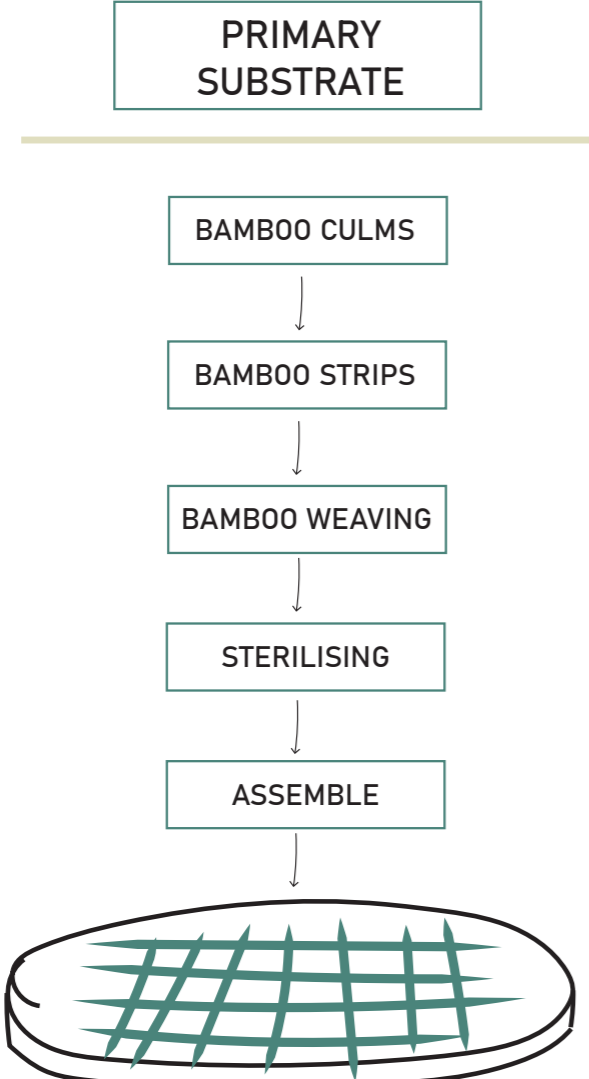 PRIMARY
SUBSTRATE
BAMBOO CULMS
BAMBOO STRIPS
BAMBOO WEAVING
STERILISING
ASSEMBLE